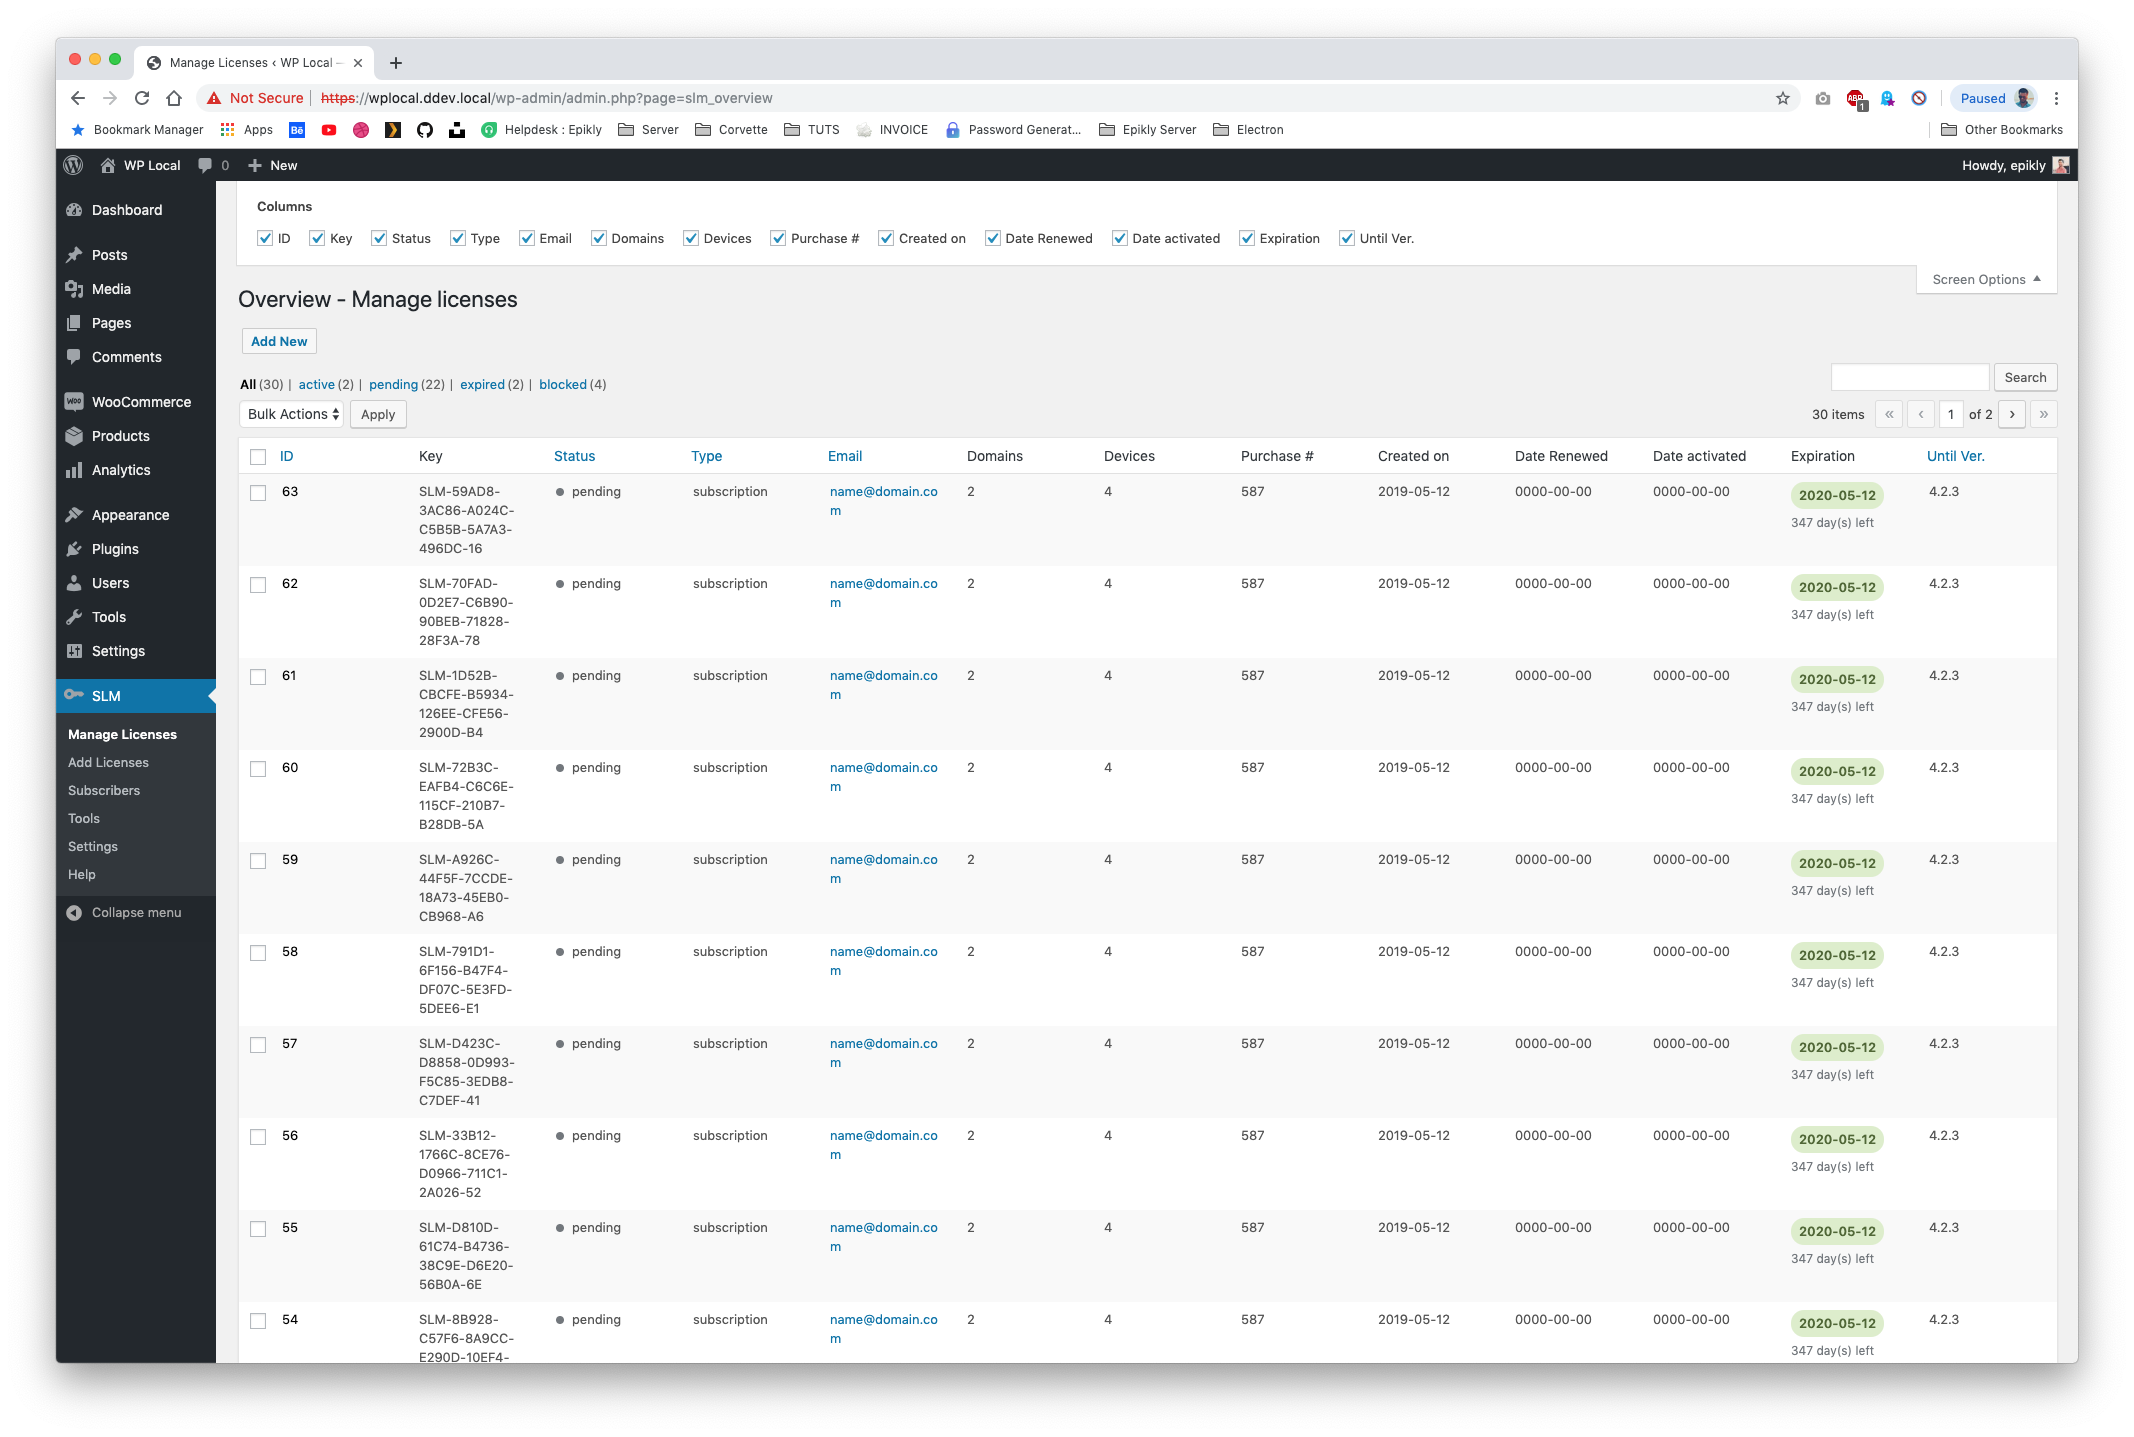 Manage Licenses ‹ WP Local –
Not Secure https://wplocal.ddev.local/wp-admin/admin.php?page=slm_overview Paused
Bookmark Manager Apps Bē Helpdesk : Epikly Server Corvette TUTS INVOICE Password Generat... Epikly Server Electron Other Bookmarks
WP Local 0 New Howdy, epikly
Dashboard
Posts
Media
Pages
Comments
WooCommerce
Products
Analytics
Appearance
Plugins
Users
Tools
Settings
SLM
Manage Licenses
Add Licenses
Subscribers
Tools
Settings
Help
Collapse menu
Columns
ID Key Status Type Email Domains Devices Purchase # Created on Date Renewed Date activated Expiration Until Ver.
Screen Options
Overview - Manage licenses
Add New
All (30) | active (2) | pending (22) | expired (2) | blocked (4)
Search
Bulk Actions Apply
30 items « ‹ 1 of 2 › »
ID Key Status Type Email Domains Devices Purchase # Created on Date Renewed Date activated Expiration Until Ver.
63 SLM-59AD8- pending subscription name@domain.co 2 4 587 2019-05-12 0000-00-00 0000-00-00 2020-05-12 4.2.3
3AC86-A024C- m
C5B5B-5A7A3- 347 day(s) left
496DC-16
62 SLM-70FAD- pending subscription name@domain.co 2 4 587 2019-05-12 0000-00-00 0000-00-00 2020-05-12 4.2.3
0D2E7-C6B90- m
90BEB-71828- 347 day(s) left
28F3A-78
61 SLM-1D52B- pending subscription name@domain.co 2 4 587 2019-05-12 0000-00-00 0000-00-00 2020-05-12 4.2.3
CBCFE-B5934- m
126EE-CFE56- 347 day(s) left
2900D-B4
60 SLM-72B3C- pending subscription name@domain.co 2 4 587 2019-05-12 0000-00-00 0000-00-00 2020-05-12 4.2.3
EAFB4-C6C6E- m
115CF-210B7- 347 day(s) left
B28DB-5A
59 SLM-A926C- pending subscription name@domain.co 2 4 587 2019-05-12 0000-00-00 0000-00-00 2020-05-12 4.2.3
44F5F-7CCDE- m
18A73-45EB0- 347 day(s) left
CB968-A6
58 SLM-791D1- pending subscription name@domain.co 2 4 587 2019-05-12 0000-00-00 0000-00-00 2020-05-12 4.2.3
6F156-B47F4- m
DF07C-5E3FD- 347 day(s) left
5DEE6-E1
57 SLM-D423C- pending subscription name@domain.co 2 4 587 2019-05-12 0000-00-00 0000-00-00 2020-05-12 4.2.3
D8858-0D993- m
F5C85-3EDB8- 347 day(s) left
C7DEF-41
56 SLM-33B12- pending subscription name@domain.co 2 4 587 2019-05-12 0000-00-00 0000-00-00 2020-05-12 4.2.3
1766C-8CE76- m
D0966-711C1- 347 day(s) left
2A026-52
55 SLM-D810D- pending subscription name@domain.co 2 4 587 2019-05-12 0000-00-00 0000-00-00 2020-05-12 4.2.3
61C74-B4736- m
38C9E-D6E20- 347 day(s) left
56B0A-6E
54 SLM-8B928- pending subscription name@domain.co 2 4 587 2019-05-12 0000-00-00 0000-00-00 2020-05-12 4.2.3
C57F6-8A9CC- m
E290D-10EF4- 347 day(s) left